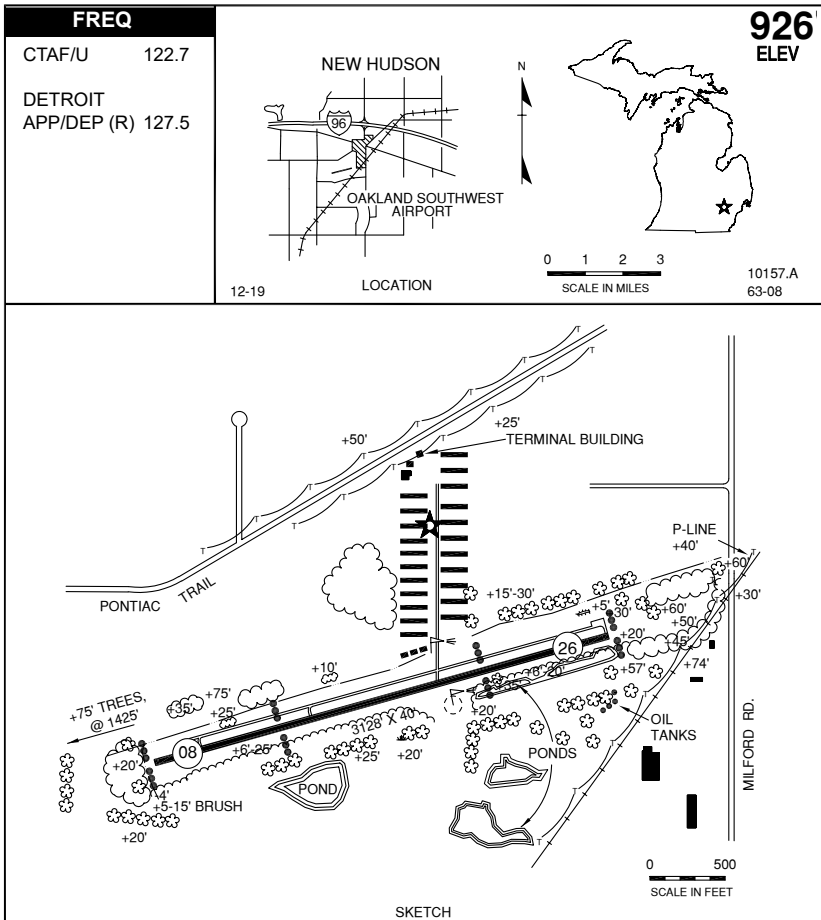 FREQ
CTAF/U 122.7
DETROIT
APP/DEP (R) 127.5
NEW HUDSON
96
OAKLAND SOUTHWEST
AIRPORT
12-19
LOCATION
N
0 1 2 3
SCALE IN MILES
926'
ELEV
10157.A
63-08
+50'
+25'
TERMINAL BUILDING
P-LINE
+40'
+60'
+30'
PONTIAC TRAIL
+15'-30'
+5'
+30'
+60'
+50'
+20'
+45'
26
+10'
+6'-20'
+57'
+74'
+75' TREES,
@ 1425'
+75'
+35'
+25'
+20'
OIL
TANKS
3128' X 40'
08
+6'-25'
+20'
+25'
+20'
PONDS
POND
-4'
+5-15' BRUSH
+20'
MILFORD RD.
0 500
SCALE IN FEET
SKETCH